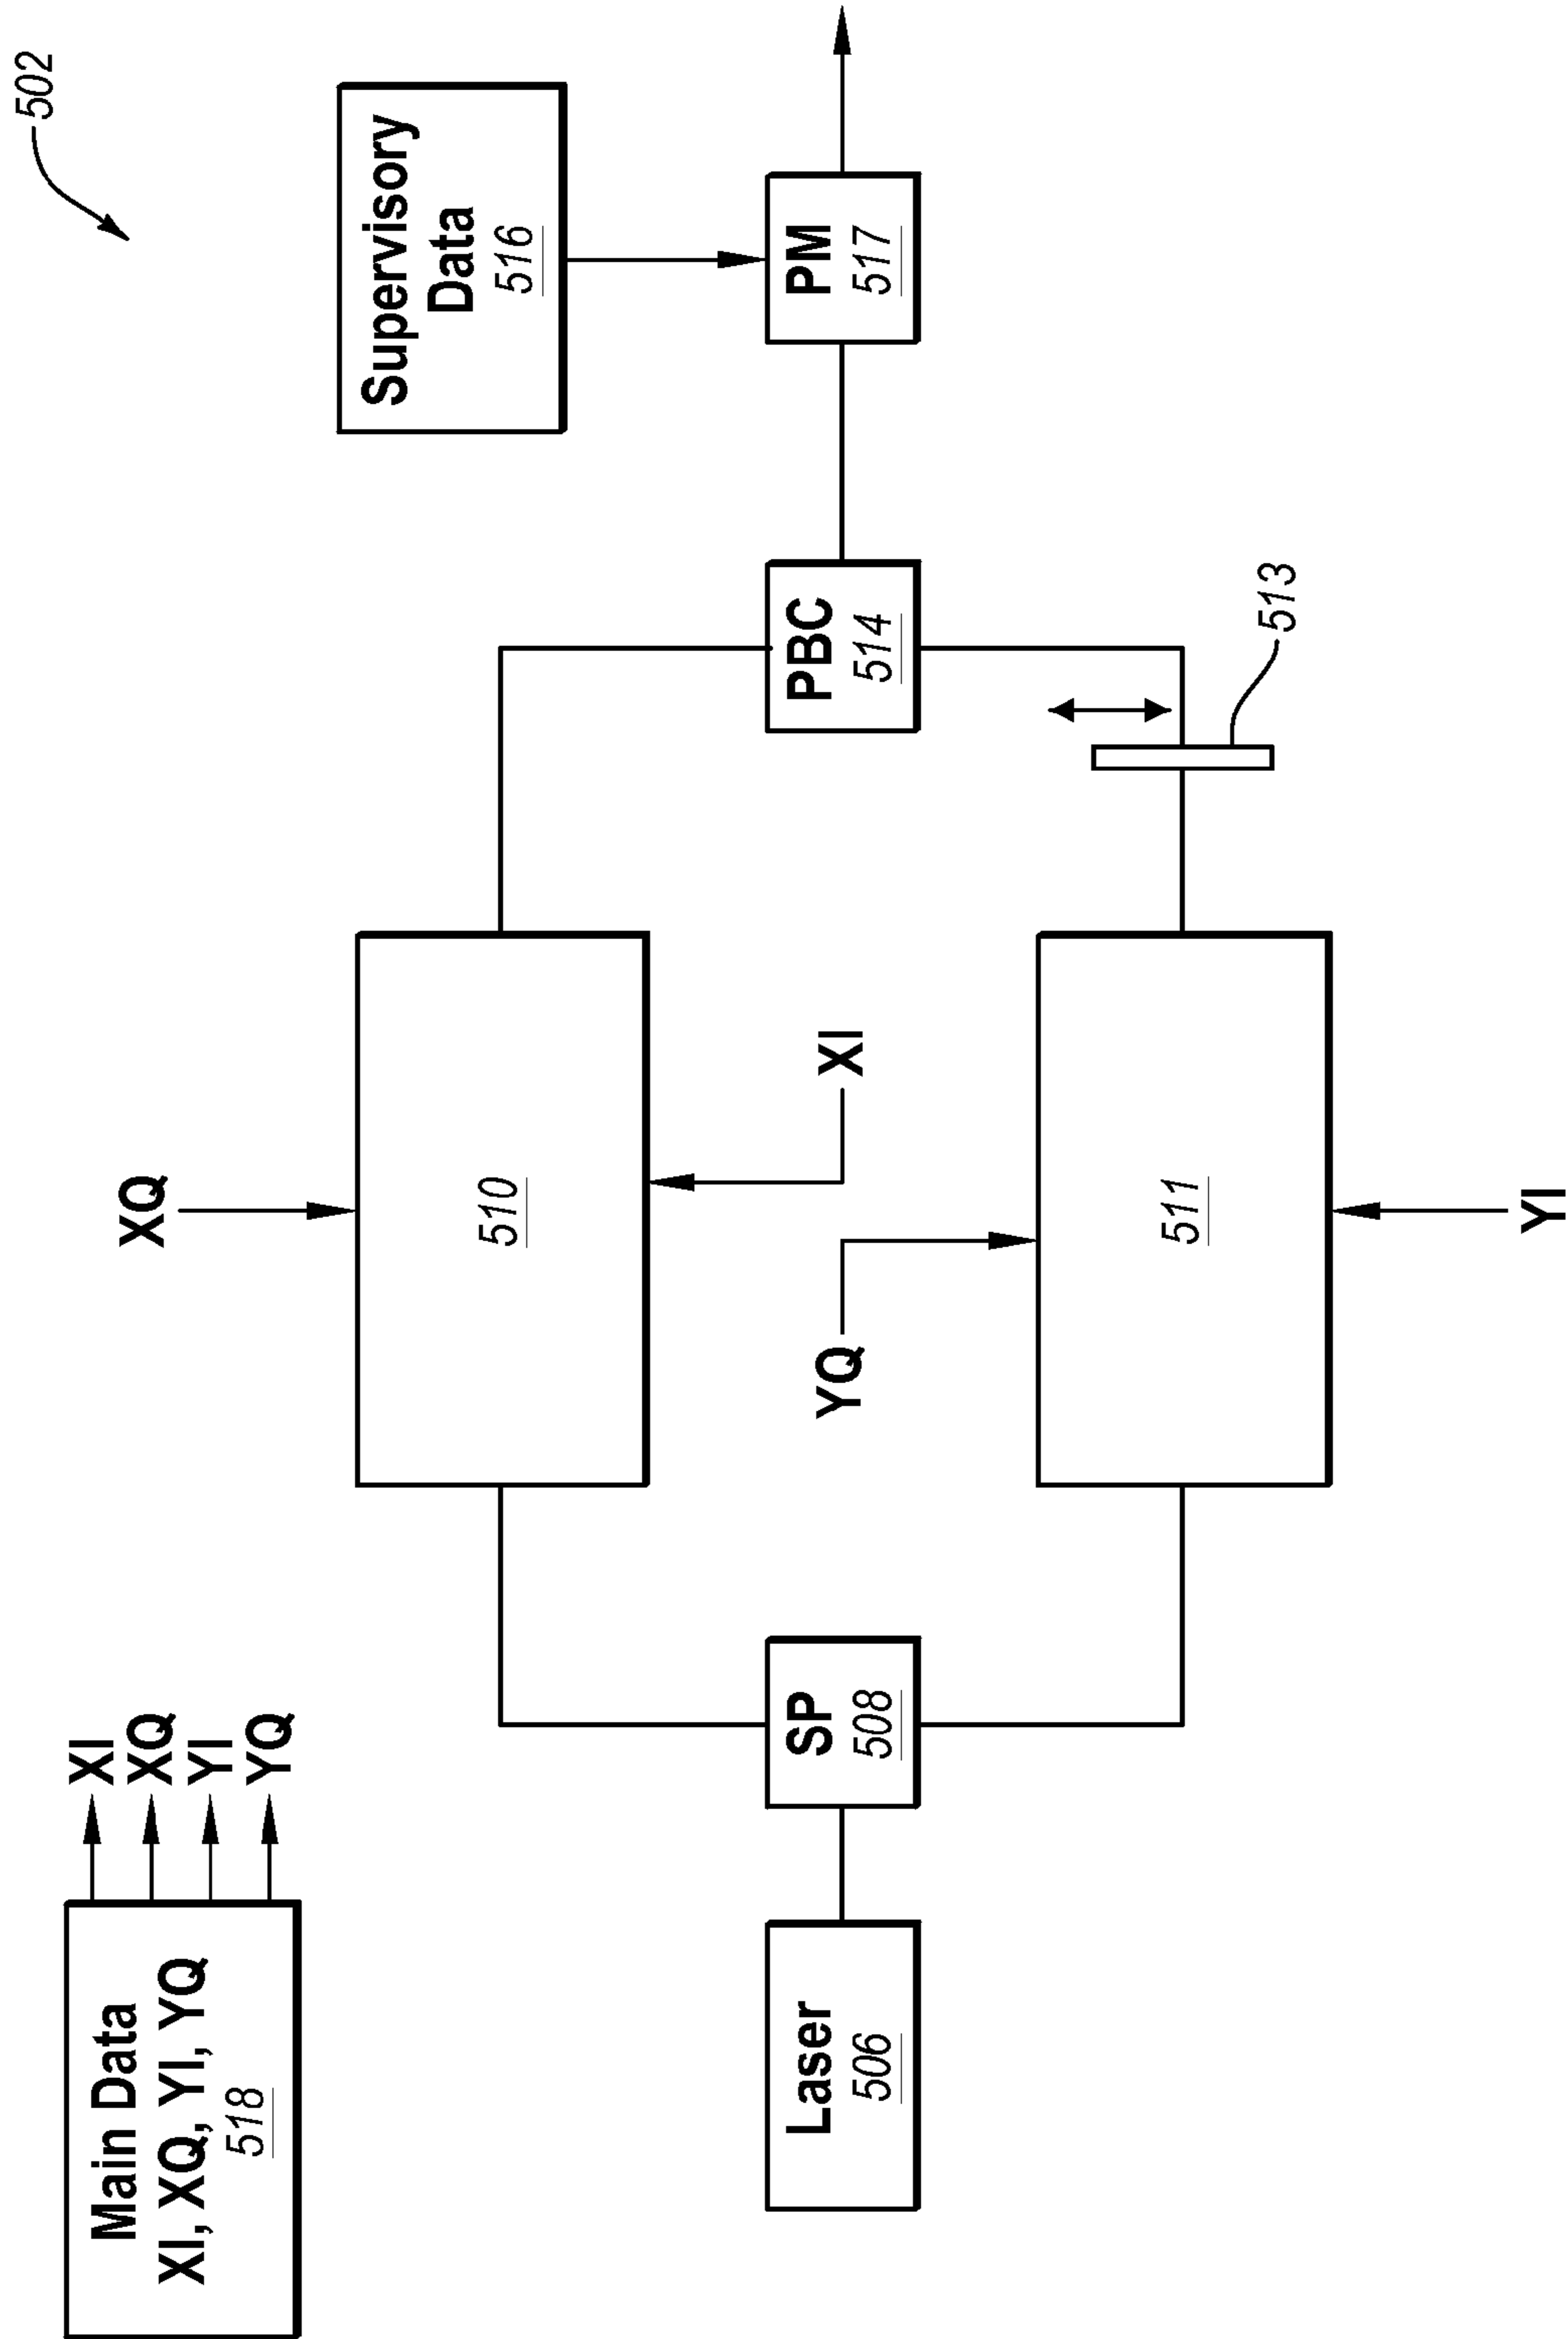 502
Main Data
XI, XQ, YI, YQ
518
XI
XQ
YI
YQ
XQ
Supervisory
Data
516
510
XI
YQ
Laser
506
SP
508
PBC
514
PM
517
511
513
YI